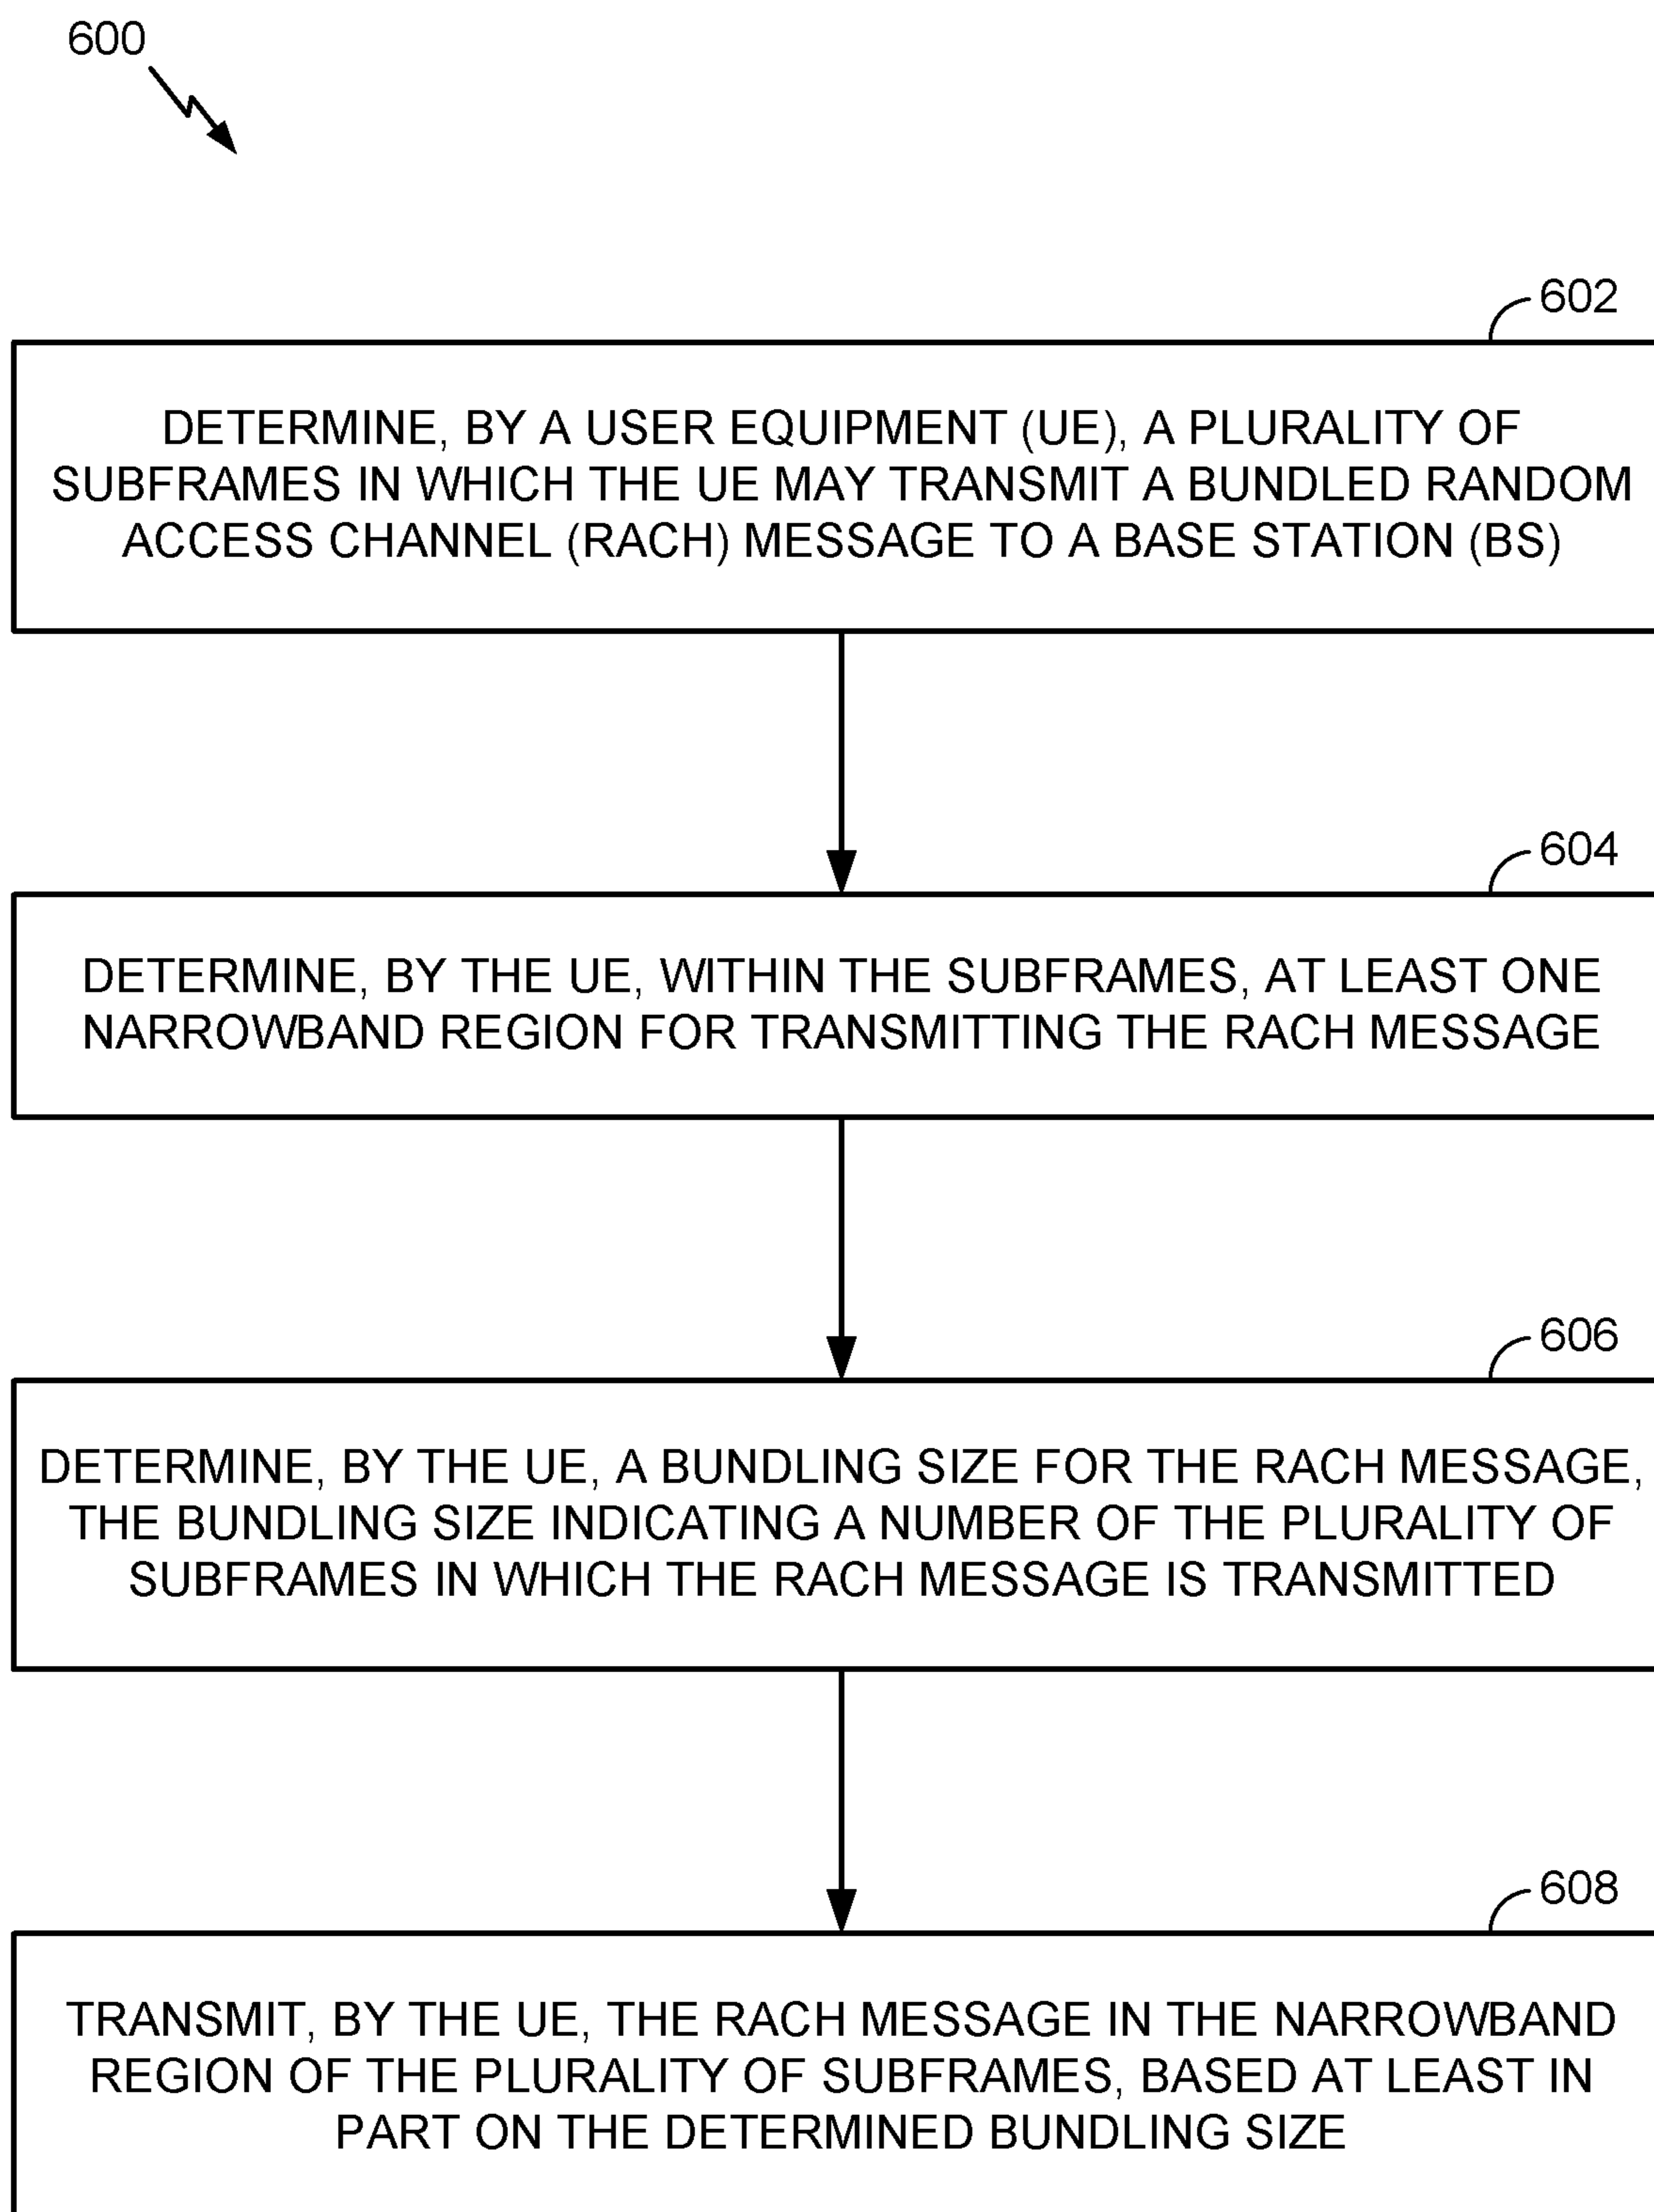 600
602
DETERMINE, BY A USER EQUIPMENT (UE), A PLURALITY OF
SUBFRAMES IN WHICH THE UE MAY TRANSMIT A BUNDLED RANDOM
ACCESS CHANNEL (RACH) MESSAGE TO A BASE STATION (BS)
604
DETERMINE, BY THE UE, WITHIN THE SUBFRAMES, AT LEAST ONE
NARROWBAND REGION FOR TRANSMITTING THE RACH MESSAGE
606
DETERMINE, BY THE UE, A BUNDLING SIZE FOR THE RACH MESSAGE,
THE BUNDLING SIZE INDICATING A NUMBER OF THE PLURALITY OF
SUBFRAMES IN WHICH THE RACH MESSAGE IS TRANSMITTED
608
TRANSMIT, BY THE UE, THE RACH MESSAGE IN THE NARROWBAND
REGION OF THE PLURALITY OF SUBFRAMES, BASED AT LEAST IN
PART ON THE DETERMINED BUNDLING SIZE